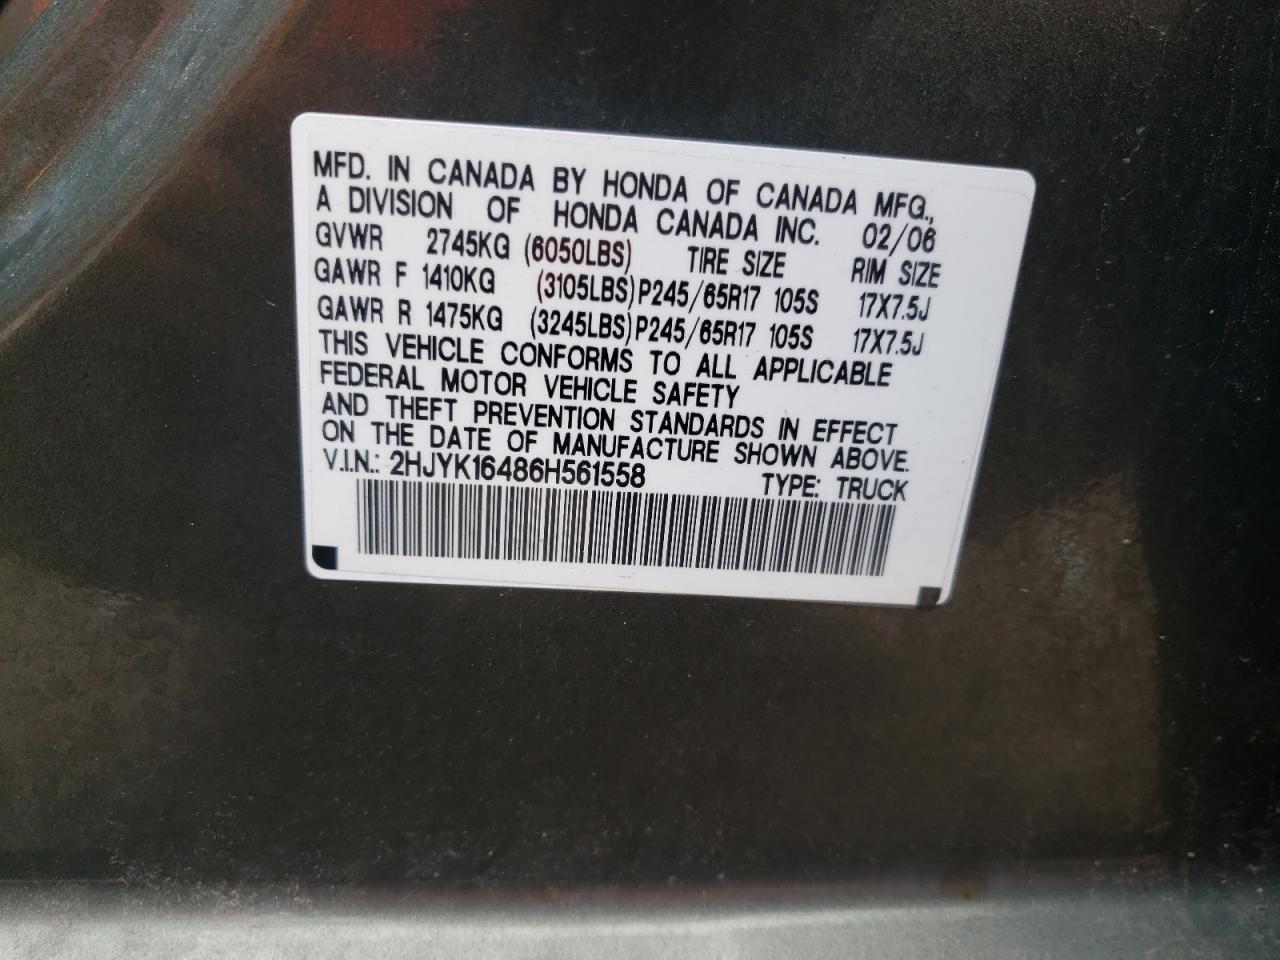 MFD. IN CANADA BY HONDA OF CANADA MFG.,
A DIVISION OF HONDA CANADA INC. 02/06
GVWR 2745KG (6050LBS) TIRE SIZE RIM SIZE
GAWR F 1410KG (3105LBS) P245/65R17 105S 17X7.5J
GAWR R 1475KG (3245LBS) P245/65R17 105S 17X7.5J
THIS VEHICLE CONFORMS TO ALL APPLICABLE
FEDERAL MOTOR VEHICLE SAFETY
AND THEFT PREVENTION STANDARDS IN EFFECT
ON THE DATE OF MANUFACTURE SHOWN ABOVE.
V.I.N.: 2HJYK16486H561558 TYPE: TRUCK